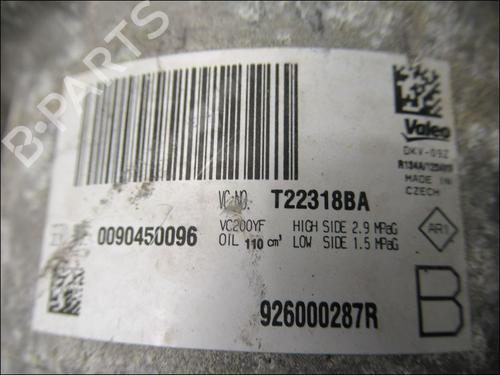 B-PARTS
Valeo
DKV-09Z
R134A/1234YF
MADE IN
CZECH
VC-NO. T22318BA
0090450096
VC200YF HIGH SIDE 2.9 MPaG
OIL 110 cm³ LOW SIDE 1.5 MPaG
AR1
926000287R
B